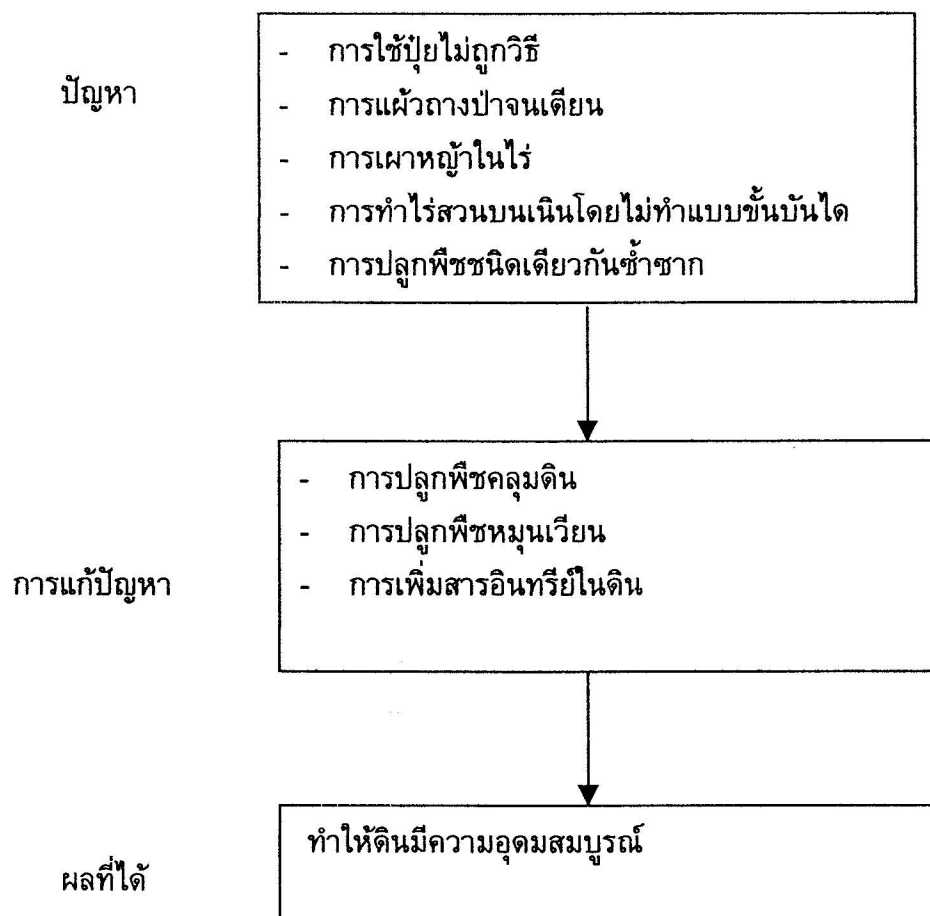 ปัญหา
- การใช้ปุ๋ยไม่ถูกวิธี
- การแผ้วถางป่าจนเตียน
- การเผาหญ้าในไร่
- การทำไร่สวนบนเนินโดยไม่ทำแบบขั้นบันได
- การปลูกพืชชนิดเดียวกันซ้ำซาก
การแก้ปัญหา
- การปลูกพืชคลุมดิน
- การปลูกพืชหมุนเวียน
- การเพิ่มสารอินทรีย์ในดิน
ผลที่ได้
ทำให้ดินมีความอุดมสมบูรณ์